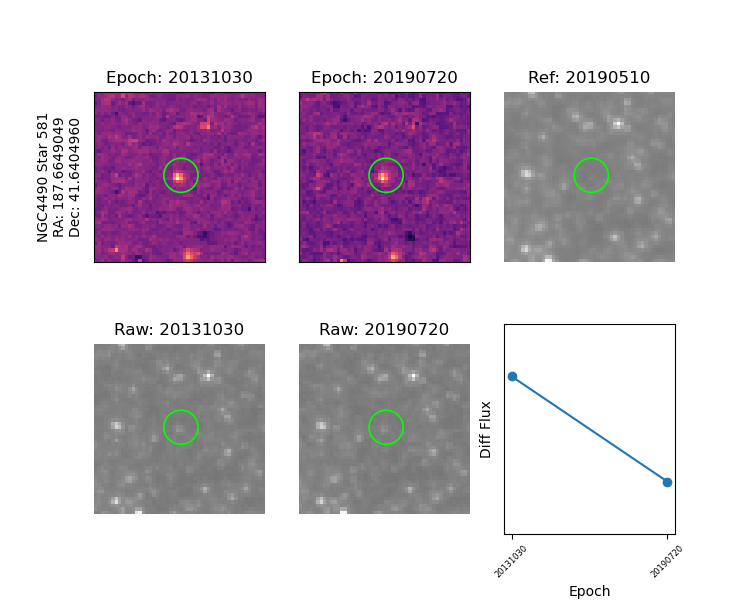 NGC4490 Star 581
RA: 187.6649049
Dec: 41.6404960
Epoch: 20131030
Epoch: 20190720
Ref: 20190510
Raw: 20131030
Raw: 20190720
Diff Flux
20131030
20190720
Epoch